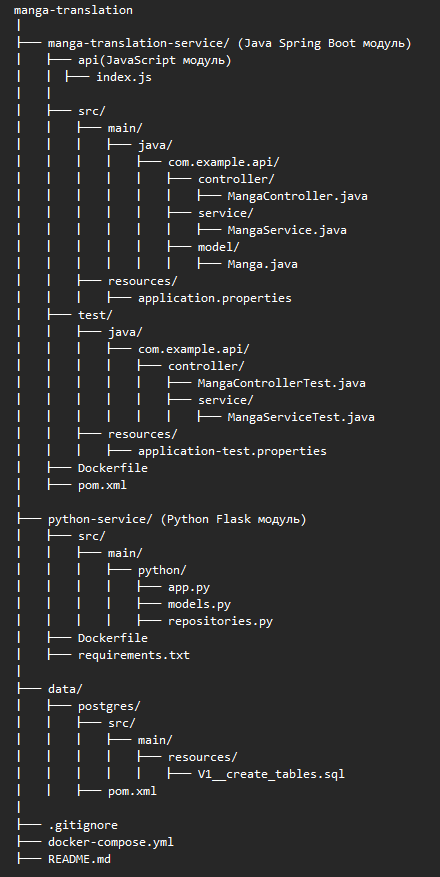 manga-translation
│
├── manga-translation-service/ (Java Spring Boot модуль)
│   ├── api(JavaScript модуль)
│   │ ├── index.js
│   │
│   ├── src/
│   │   ├── main/
│   │   │   ├── java/
│   │   │   │   ├── com.example.api/
│   │   │   │   │   ├── controller/
│   │   │   │   │   │   ├── MangaController.java
│   │   │   │   │   ├── service/
│   │   │   │   │   │   ├── MangaService.java
│   │   │   │   │   ├── model/
│   │   │   │   │   │   ├── Manga.java
│   │   ├── resources/
│   │   │   ├── application.properties
│   ├── test/
│   │   ├── java/
│   │   │   ├── com.example.api/
│   │   │   │   ├── controller/
│   │   │   │   │   ├── MangaControllerTest.java
│   │   │   │   │   ├── service/
│   │   │   │   │   │   ├── MangaServiceTest.java
│   │   ├── resources/
│   │   │   ├── application-test.properties
│   ├── Dockerfile
│   ├── pom.xml
│
├── python-service/ (Python Flask модуль)
│   ├── src/
│   │   ├── main/
│   │   │   ├── python/
│   │   │   │   ├── app.py
│   │   │   │   ├── models.py
│   │   │   │   ├── repositories.py
│   ├── Dockerfile
│   ├── requirements.txt
│
├── data/
│   ├── postgres/
│   │   ├── src/
│   │   │   ├── main/
│   │   │   │   ├── resources/
│   │   │   │   │   ├── V1__create_tables.sql
│   │   ├── pom.xml
│
├── .gitignore
├── docker-compose.yml
├── README.md